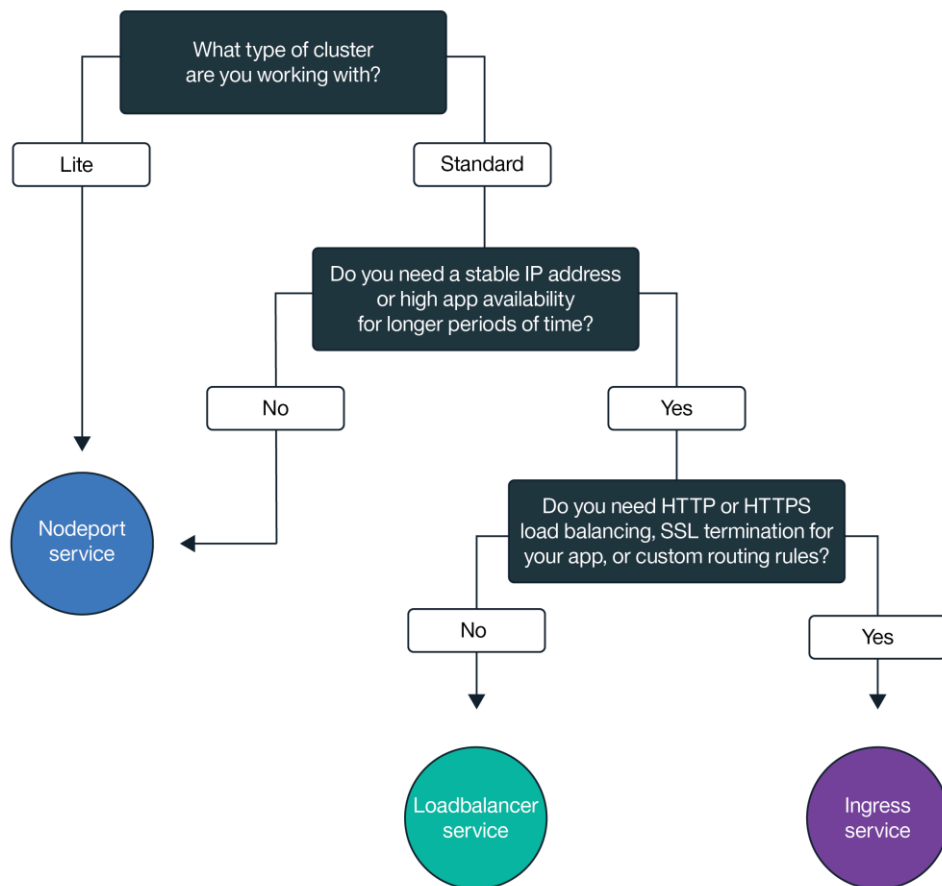 What type of cluster
are you working with?
Lite
Standard
Do you need a stable IP address
or high app availability
for longer periods of time?
No
Yes
Nodeport
service
Do you need HTTP or HTTPS
load balancing, SSL termination for
your app, or custom routing rules?
No
Yes
Loadbalancer
service
Ingress
service